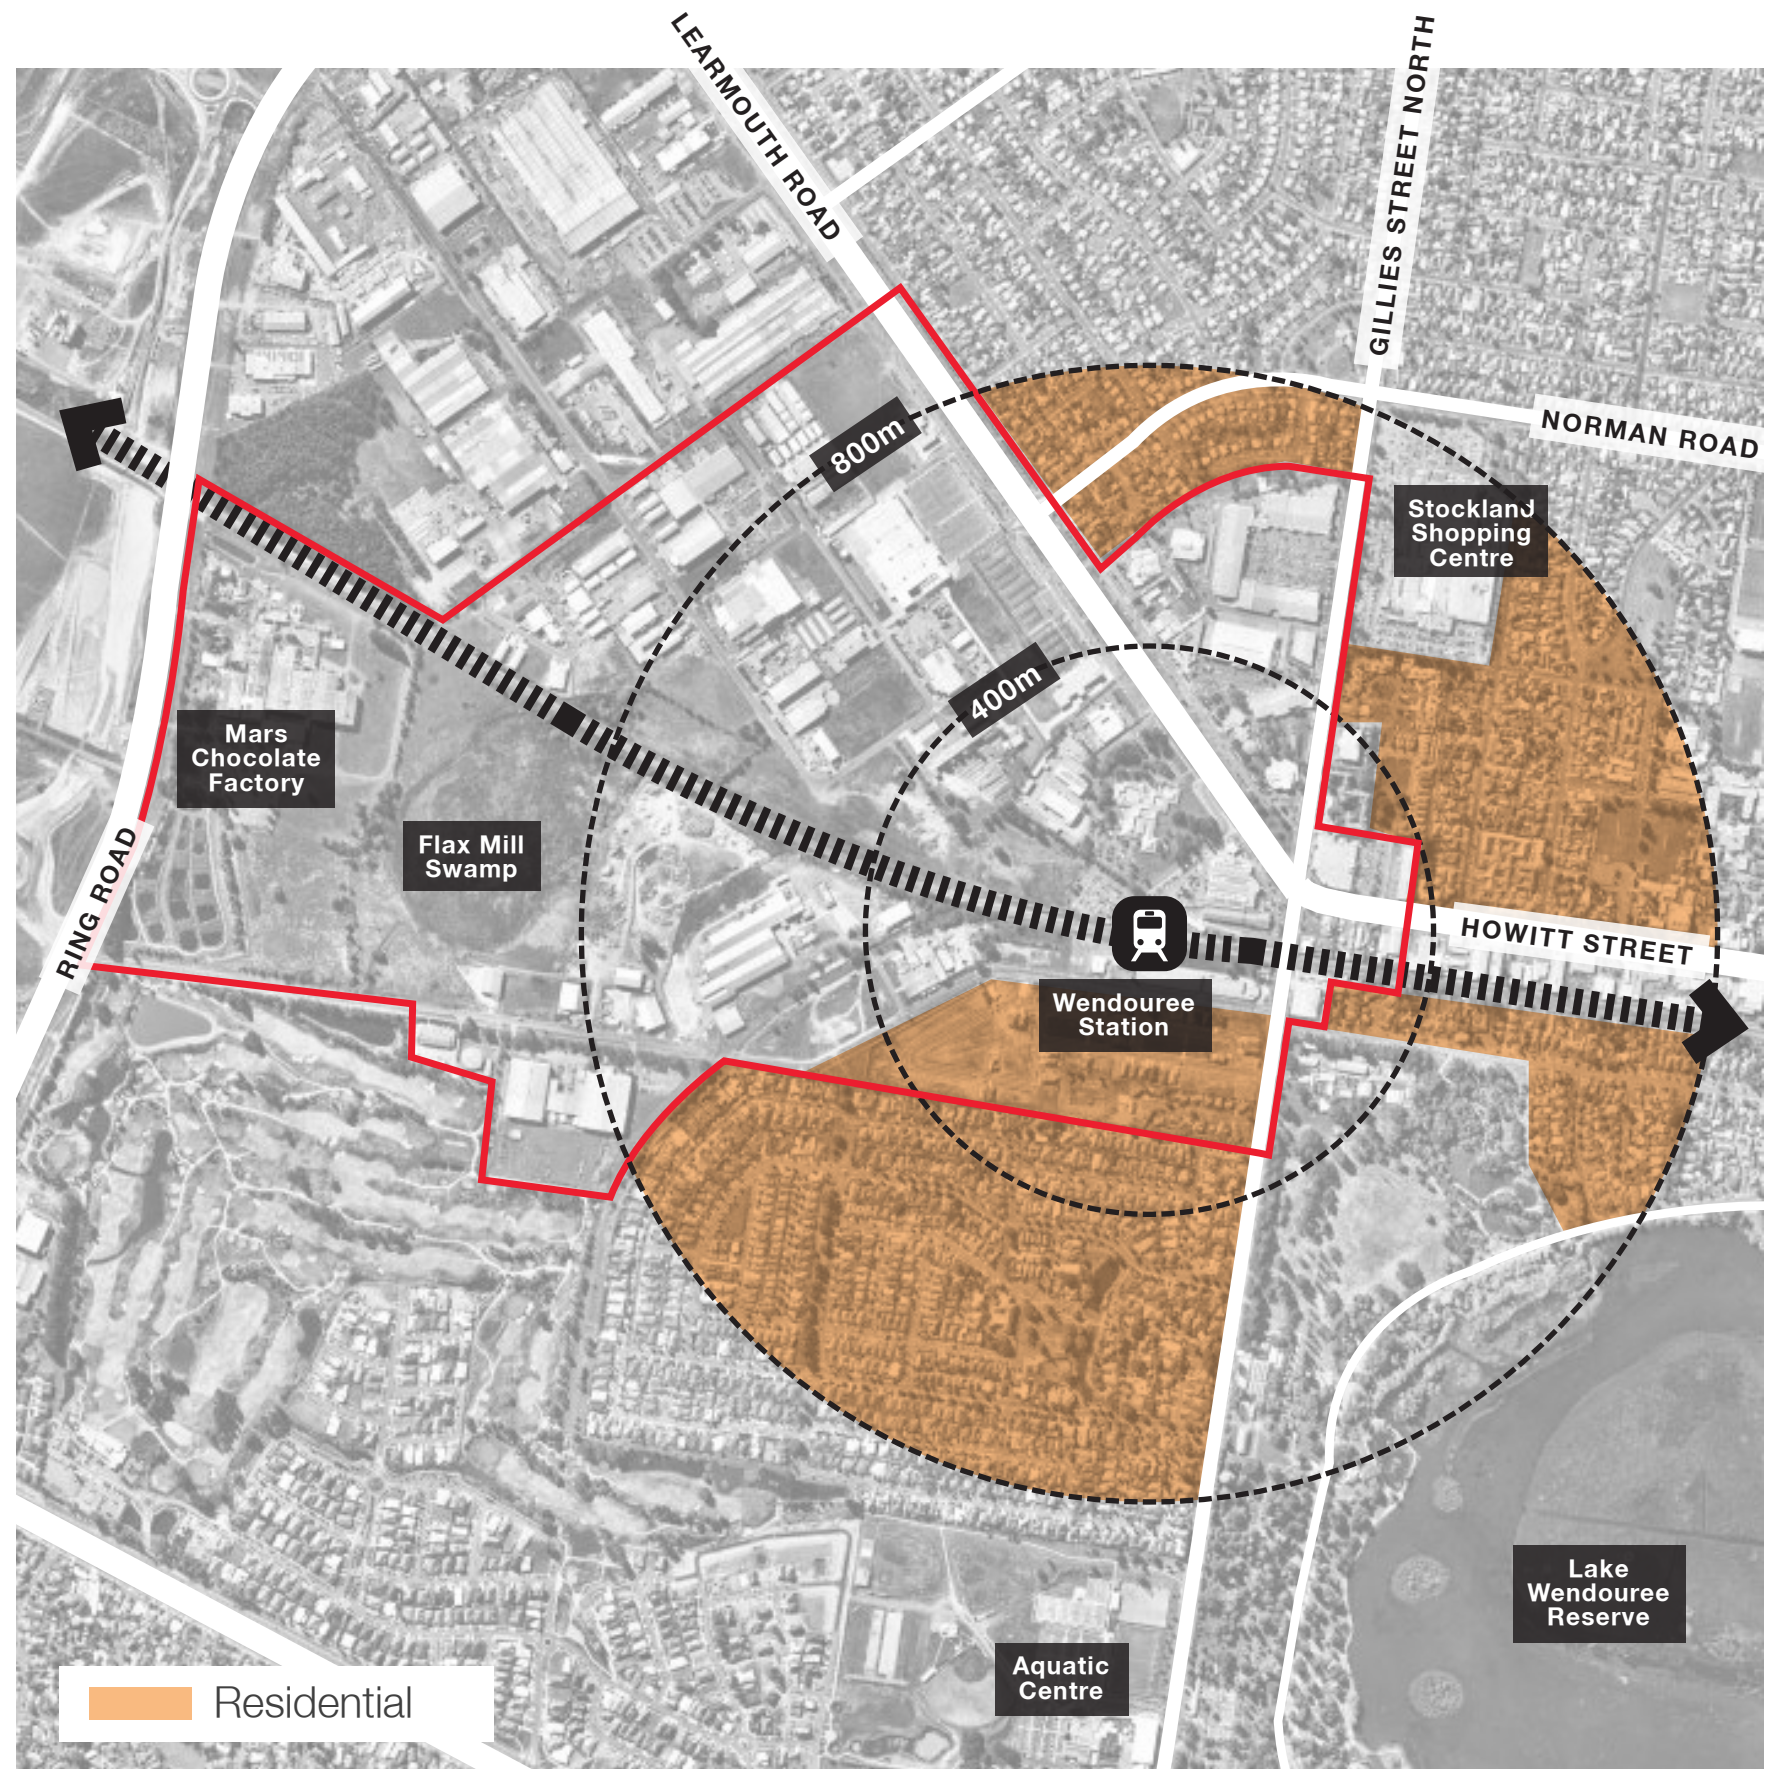 LEARMOUTH ROAD
GILLIES STREET NORTH
NORMAN ROAD
800m
Stockland
Shopping
Centre
400m
Mars
Chocolate
Factory
Flax Mill
Swamp
RING ROAD
HOWITT STREET
Wendouree
Station
Lake
Wendouree
Reserve
Aquatic
Centre
Residential